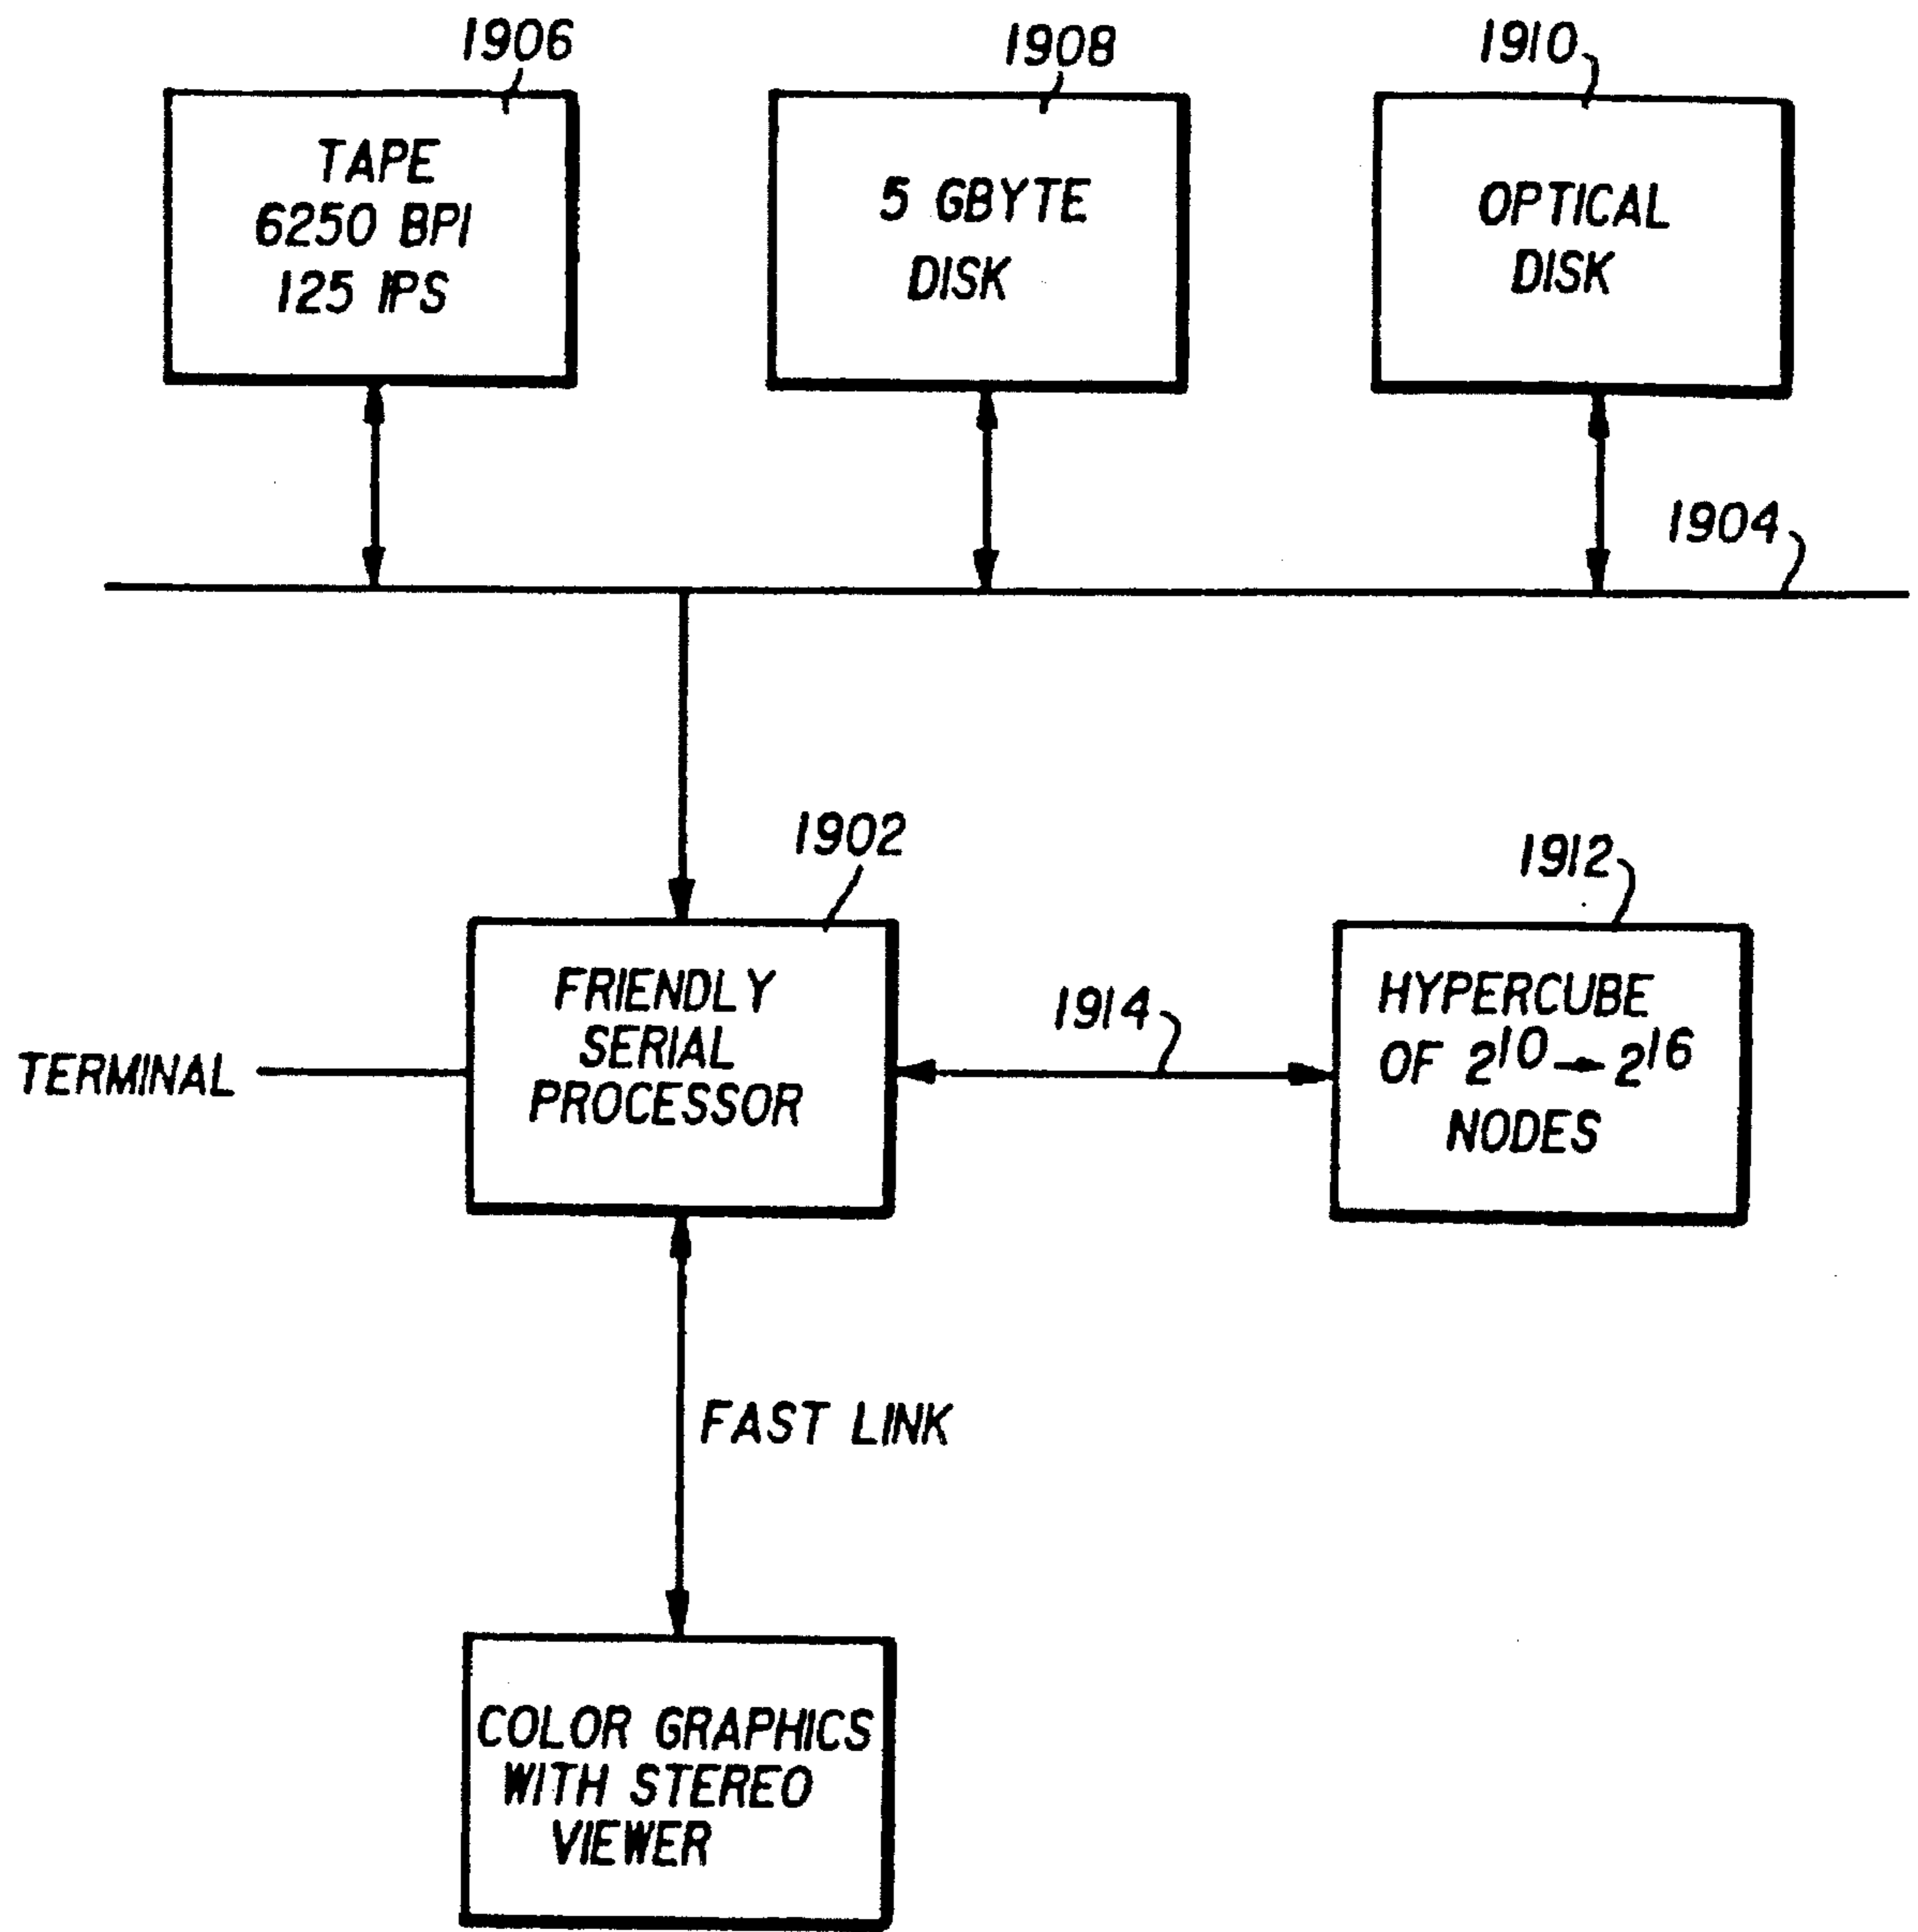 1906
1908
1910
TAPE
6250 BPI
125 IPS
5 GBYTE
DISK
OPTICAL
DISK
1904
1902
1912
FRIENDLY
SERIAL
PROCESSOR
TERMINAL
1914
HYPERCUBE
OF 2^10 → 2^16
NODES
FAST LINK
COLOR GRAPHICS
WITH STEREO
VIEWER